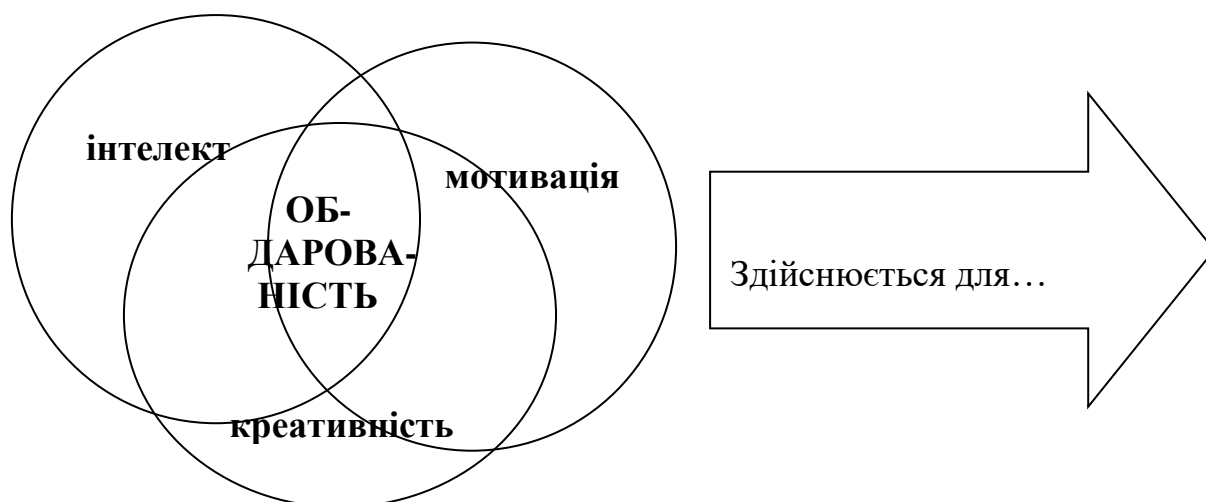 інтелект
мотивація
ОБ-
ДАРОВА-
НІСТЬ
креативність
Здійснюється для…